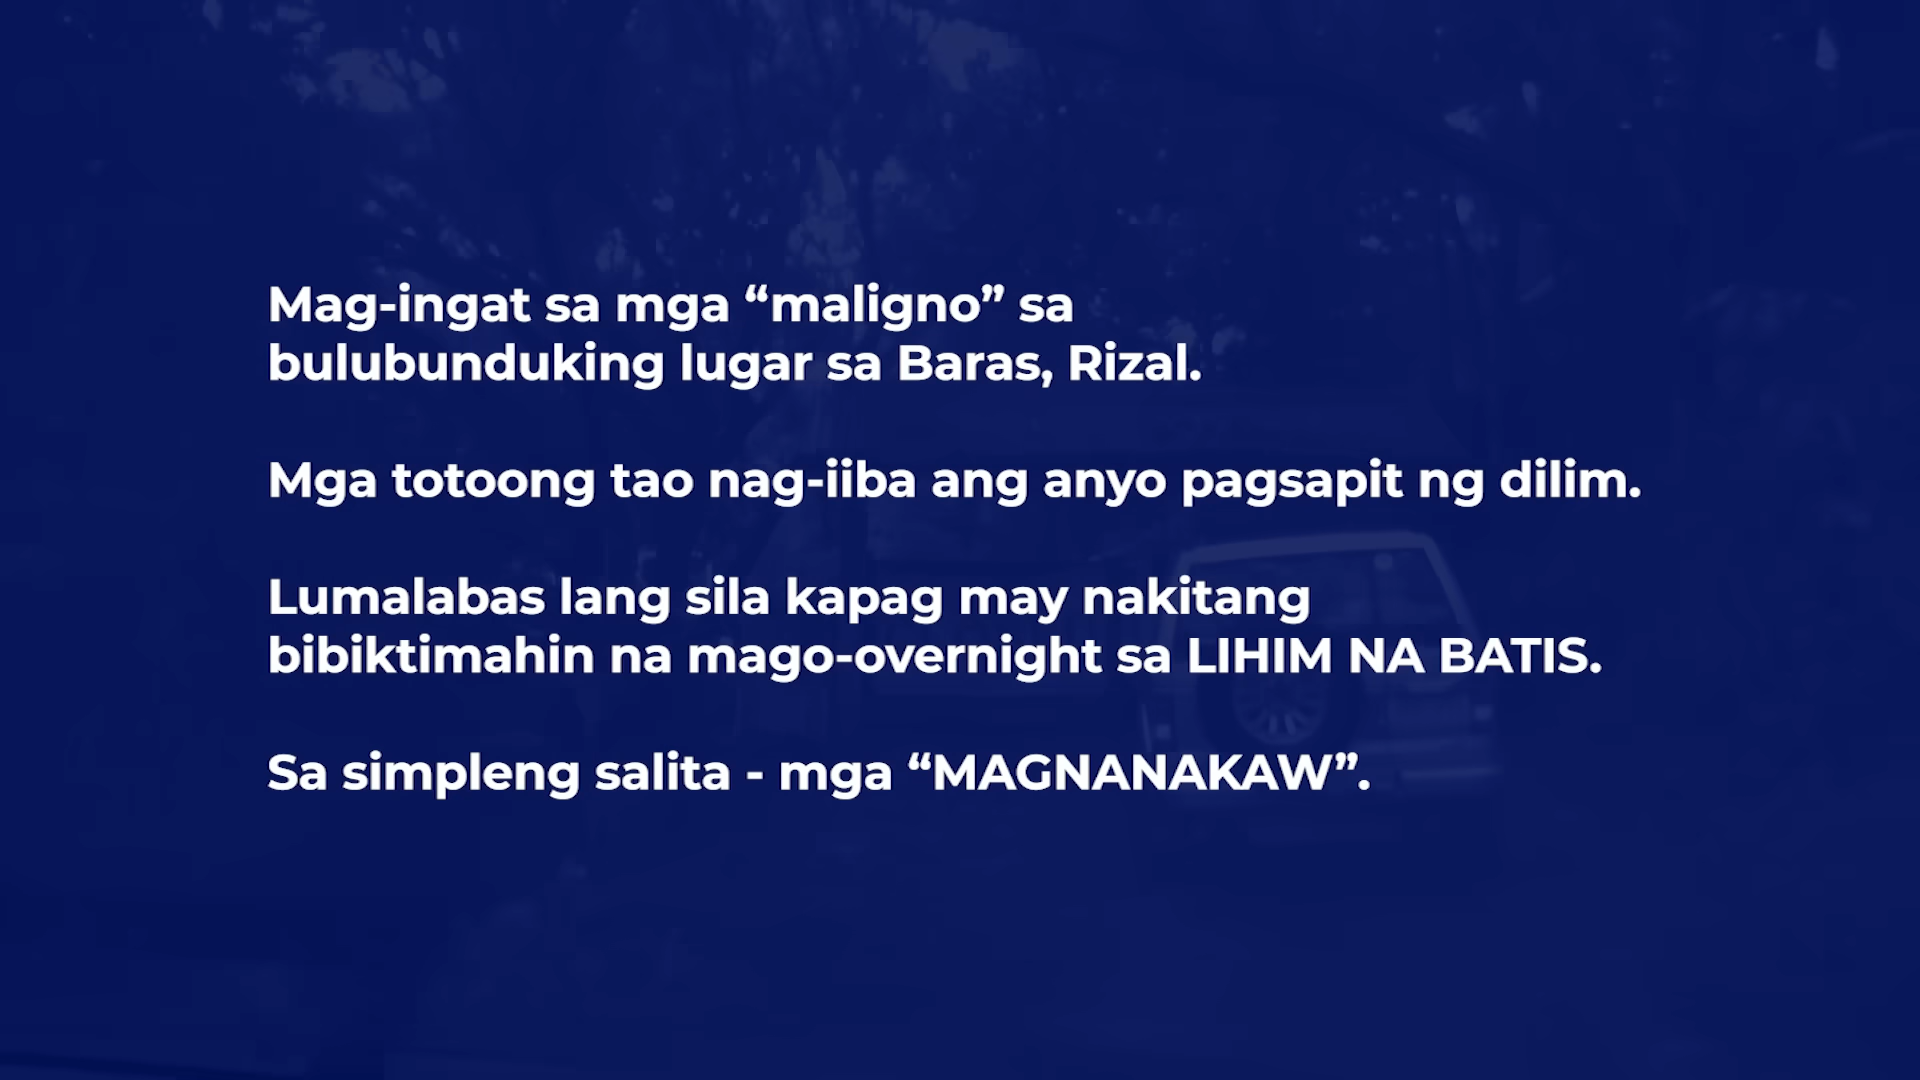 Mag-ingat sa mga “maligno” sa
bulubunduking lugar sa Baras, Rizal.
Mga totoong tao nag-iiba ang anyo pagsapit ng dilim.
Lumalabas lang sila kapag may nakitang
bibiktimahin na mago-overnight sa LIHIM NA BATIS.
Sa simpleng salita - mga “MAGNANAKAW”.